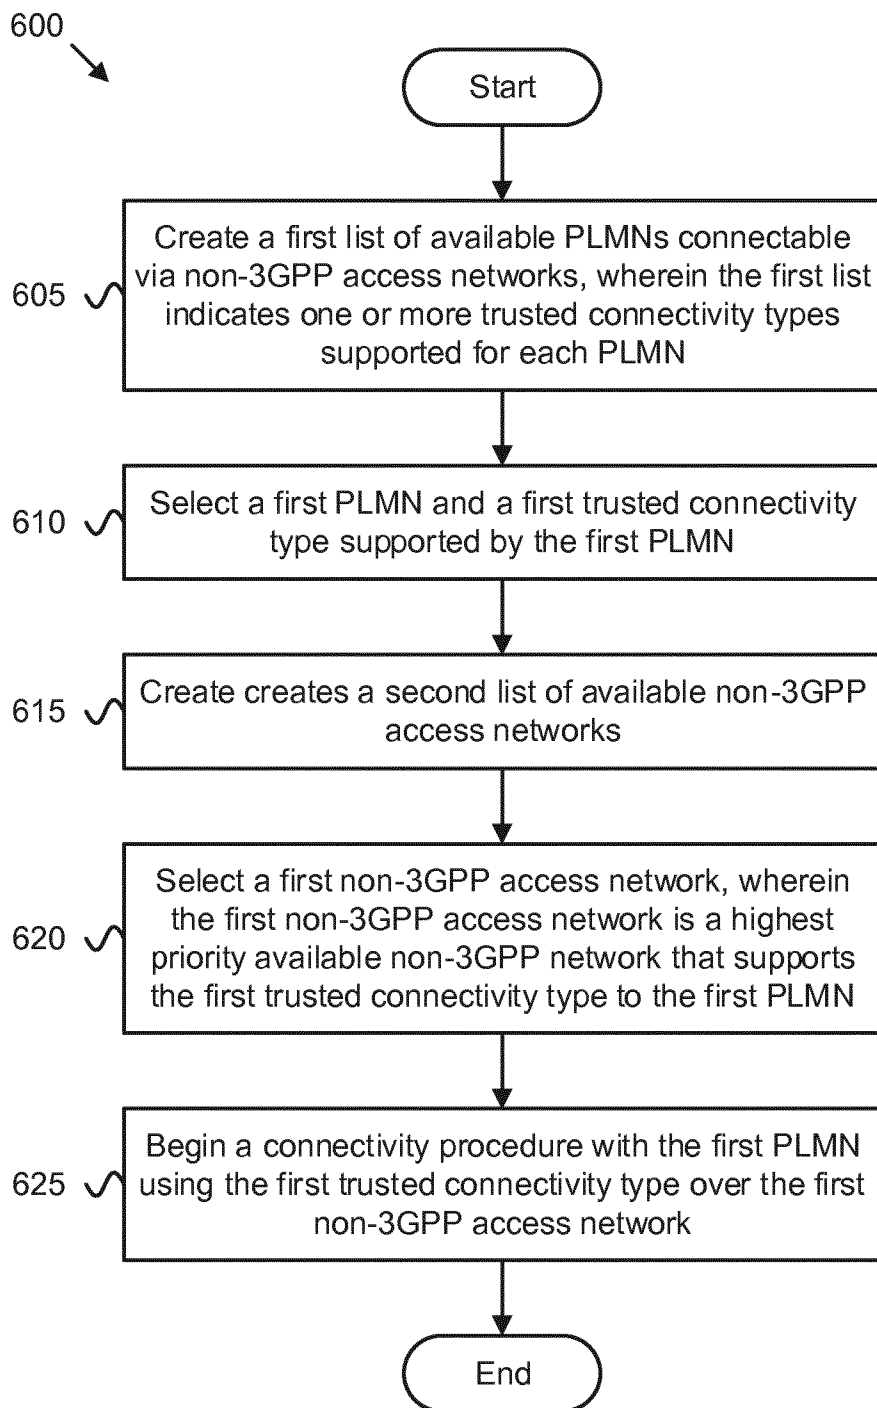 600
Start
605
Create a first list of available PLMNs connectable
via non-3GPP access networks, wherein the first list
indicates one or more trusted connectivity types
supported for each PLMN
610
Select a first PLMN and a first trusted connectivity
type supported by the first PLMN
615
Create creates a second list of available non-3GPP
access networks
620
Select a first non-3GPP access network, wherein
the first non-3GPP access network is a highest
priority available non-3GPP network that supports
the first trusted connectivity type to the first PLMN
625
Begin a connectivity procedure with the first PLMN
using the first trusted connectivity type over the first
non-3GPP access network
End